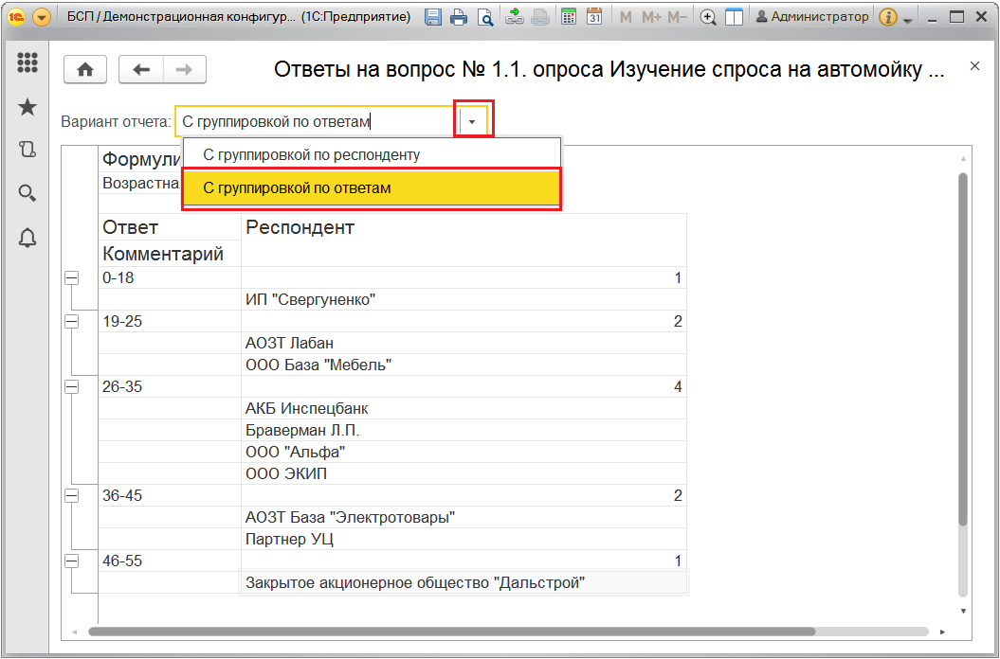 БСП / Демонстрационная конфигур... (1С:Предприятие)
31
M M+ M-
Администратор
Ответы на вопрос № 1.1. опроса Изучение спроса на автомойку ...
Вариант отчета: С группировкой по ответам
С группировкой по респонденту
С группировкой по ответам
Формули
Возрастна
Ответ Респондент
Комментарий
0-18 1
ИП "Свергуненко"
19-25 2
АОЗТ Лабан
ООО База "Мебель"
26-35 4
АКБ Инспецбанк
Браверман Л.П.
ООО "Альфа"
ООО ЭКИП
36-45 2
АОЗТ База "Электротовары"
Партнер УЦ
46-55 1
Закрытое акционерное общество "Дальстрой"